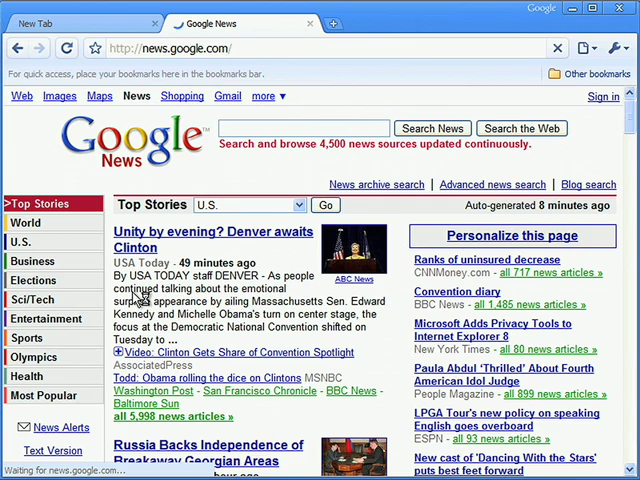 Google
New Tab
Google News
http://news.google.com/
For quick access, place your bookmarks here in the bookmarks bar.
Other bookmarks
Web Images Maps News Shopping Gmail more ▼
Sign in
Google™
News
Search News
Search the Web
Search and browse 4,500 news sources updated continuously.
News archive search | Advanced news search | Blog search
>Top Stories
World
U.S.
Business
Elections
Sci/Tech
Entertainment
Sports
Olympics
Health
Most Popular
News Alerts
Text Version
Top Stories
U.S.
Go
Auto-generated 8 minutes ago
Unity by evening? Denver awaits
Clinton
USA Today - 49 minutes ago
By USA TODAY staff DENVER - As people
continued talking about the emotional
appearance by ailing Massachusetts Sen. Edward
Kennedy and Michelle Obama's turn on center stage, the
focus at the Democratic National Convention shifted on
Tuesday to ...
Video: Clinton Gets Share of Convention Spotlight
AssociatedPress
Todd: Obama rolling the dice on Clintons MSNBC
Washington Post - San Francisco Chronicle - BBC News -
Baltimore Sun
all 5,998 news articles »
ABC News
Russia Backs Independence of
Breakaway Georgian Areas
hour ago
Personalize this page
Ranks of uninsured decrease
CNNMoney.com - all 717 news articles »
Convention diary
BBC News - all 1,485 news articles »
Microsoft Adds Privacy Tools to
Internet Explorer 8
New York Times - all 80 news articles »
Paula Abdul ‘Thrilled’ About Fourth
American Idol Judge
People Magazine - all 899 news articles »
LPGA Tour's new policy on speaking
English goes overboard
ESPN - all 93 news articles »
New cast of 'Dancing With the Stars'
puts best feet forward
Waiting for news.google.com...